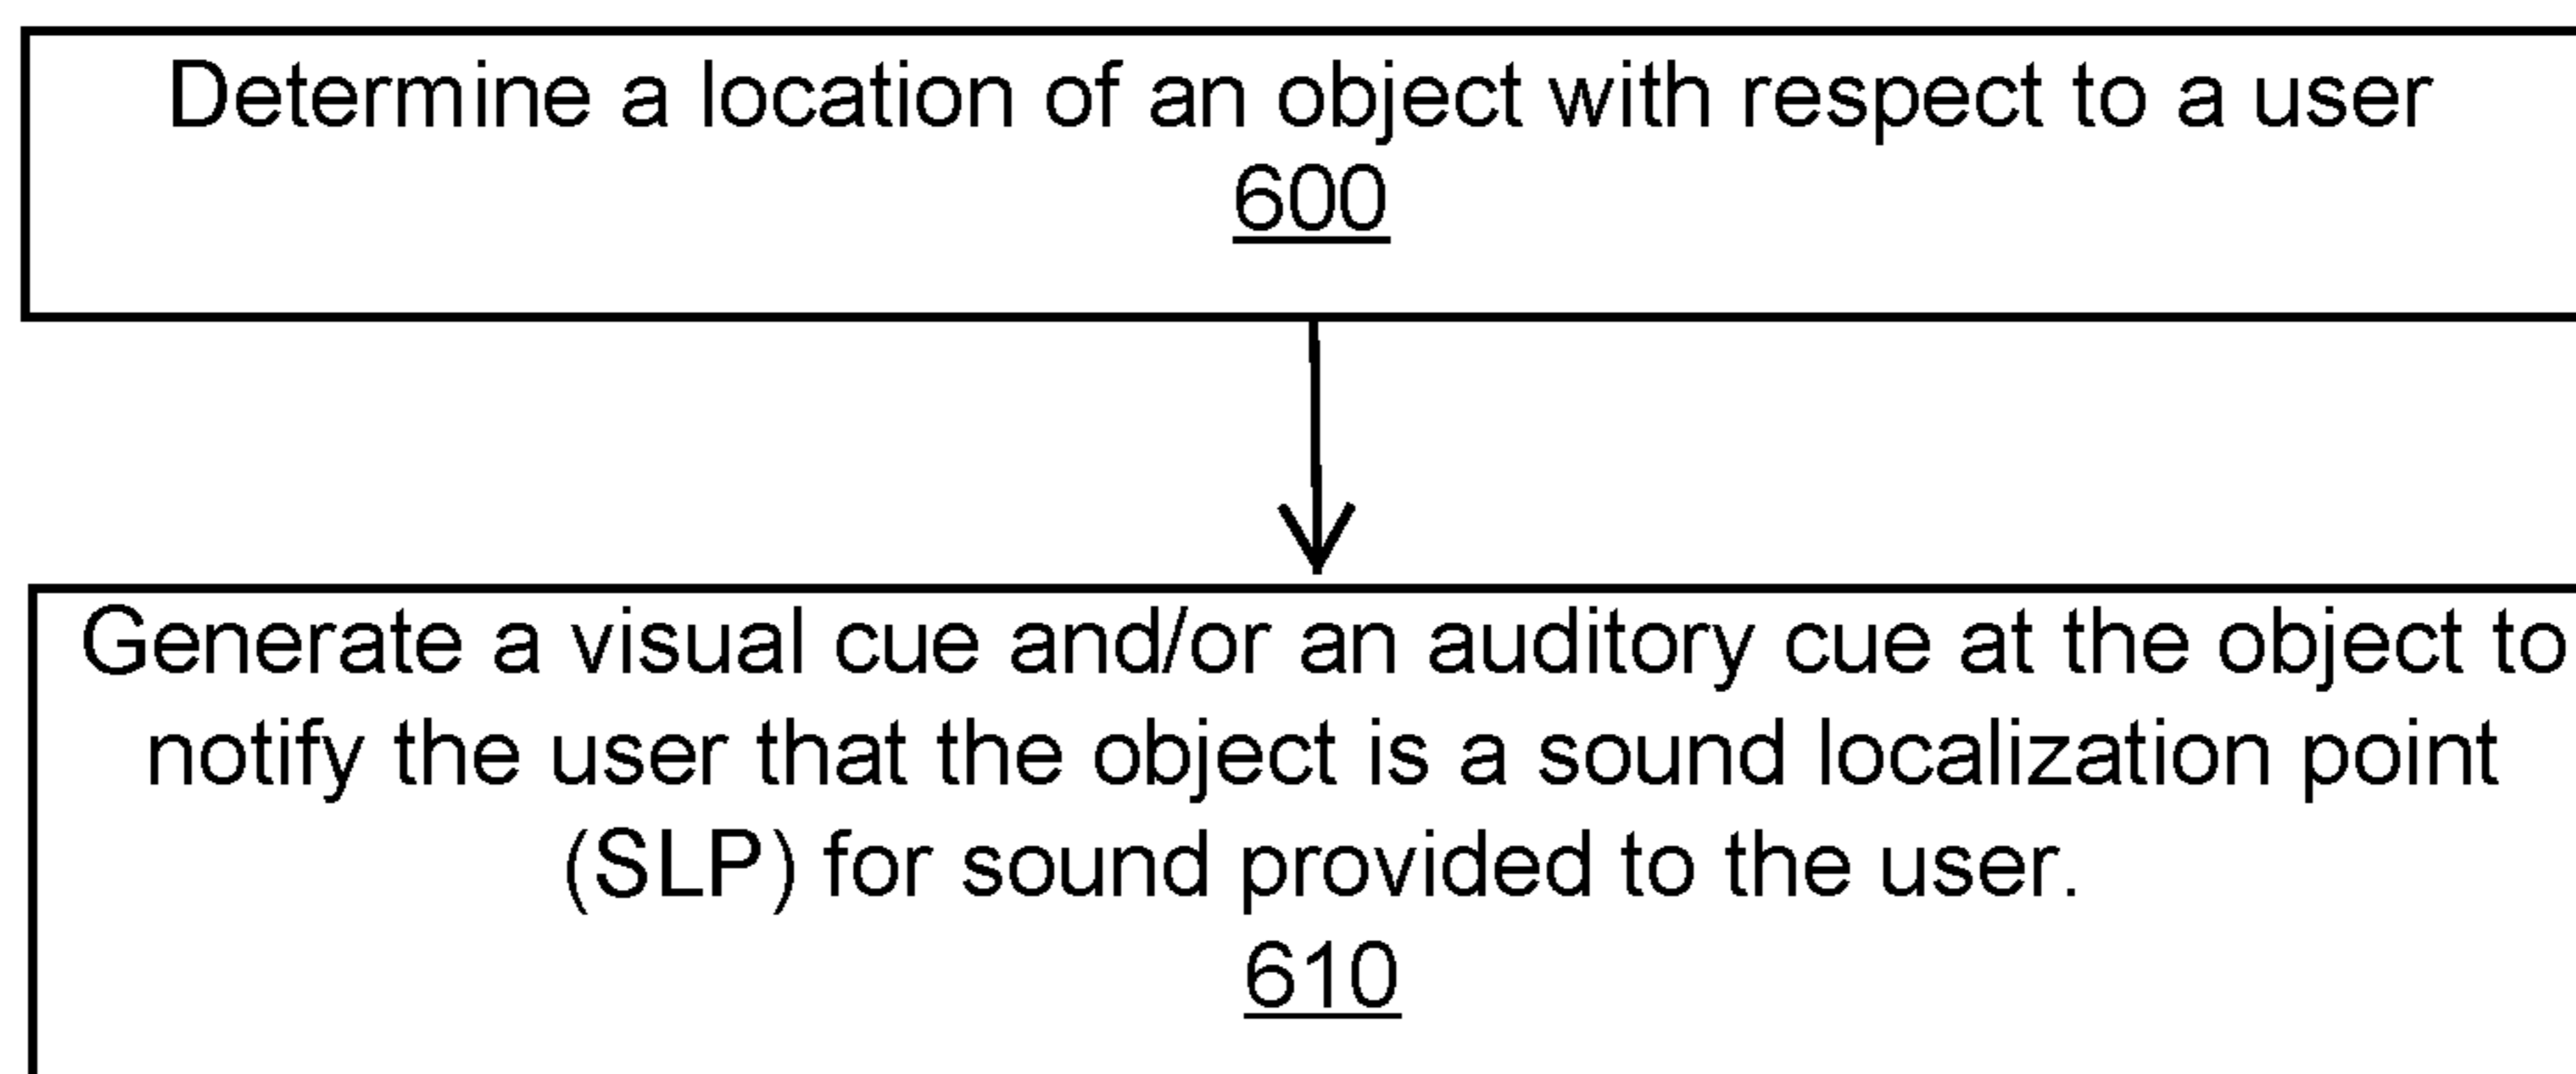 Determine a location of an object with respect to a user
600
Generate a visual cue and/or an auditory cue at the object to
notify the user that the object is a sound localization point
(SLP) for sound provided to the user.
610